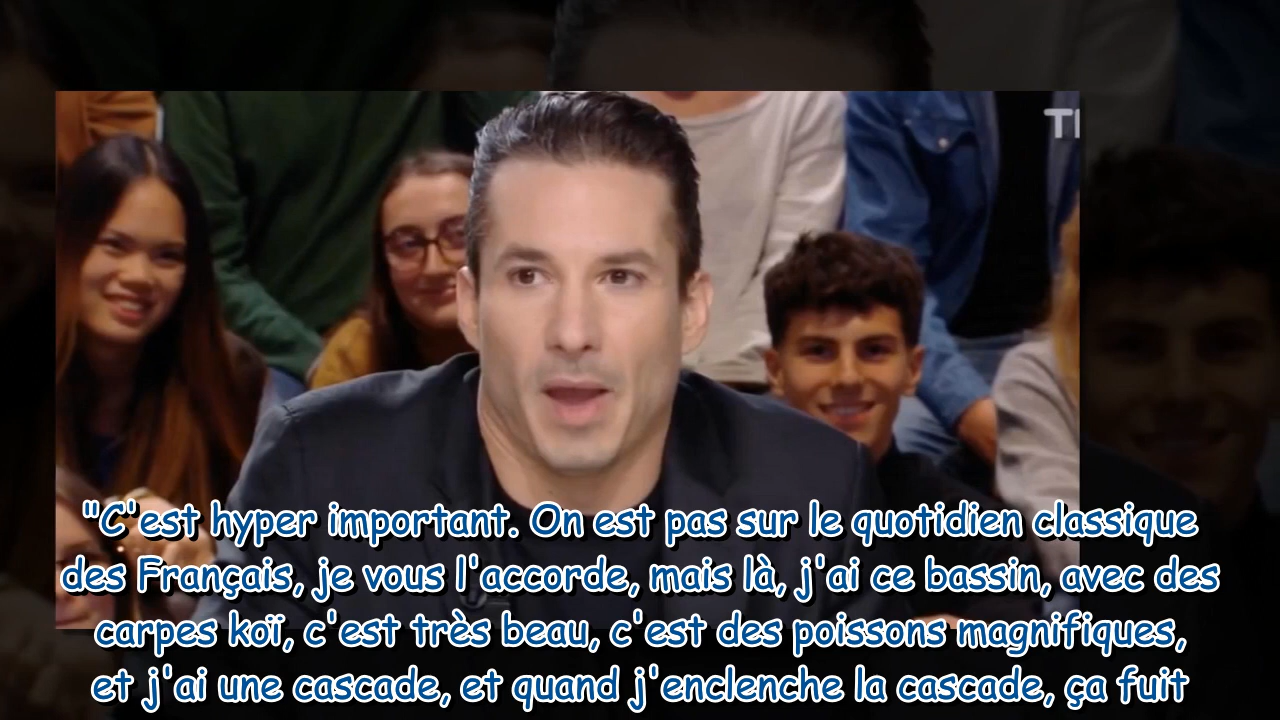 "C'est hyper important. On est pas sur le quotidien classique
des Français, je vous l'accorde, mais là, j'ai ce bassin, avec des
carpes koï, c'est très beau, c'est des poissons magnifiques,
et j'ai une cascade, et quand j'enclenche la cascade, ça fuit